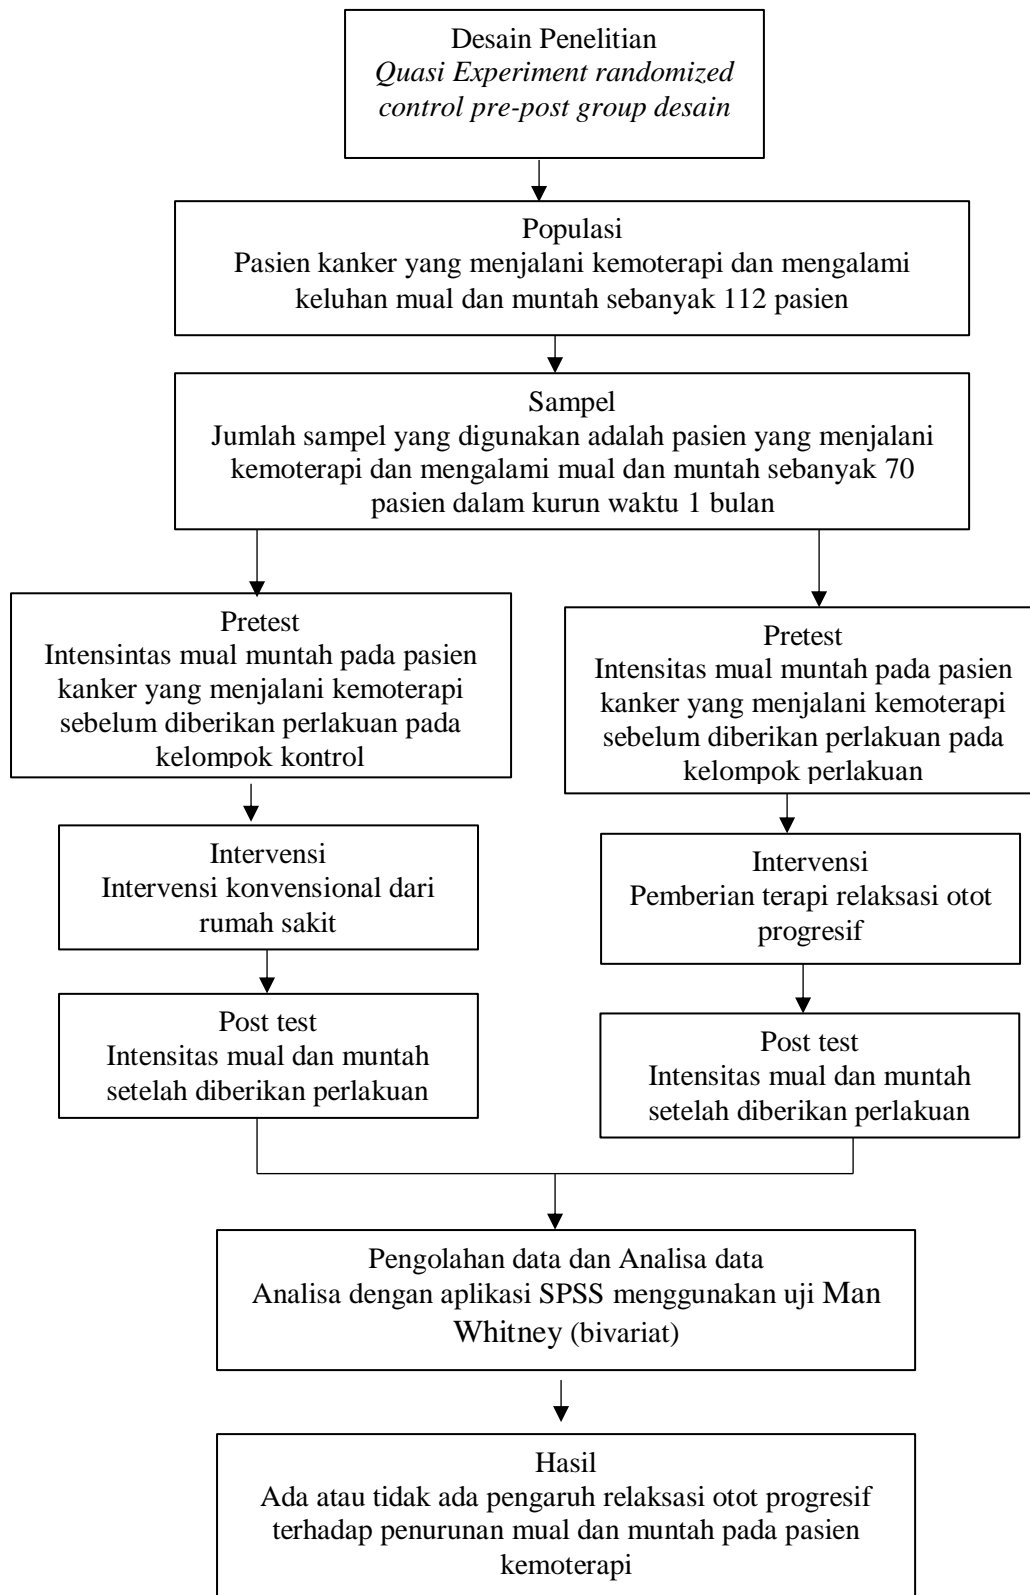 Desain Penelitian
Quasi Experiment randomized
control pre-post group desain
Populasi
Pasien kanker yang menjalani kemoterapi dan mengalami
keluhan mual dan muntah sebanyak 112 pasien
Sampel
Jumlah sampel yang digunakan adalah pasien yang menjalani
kemoterapi dan mengalami mual dan muntah sebanyak 70
pasien dalam kurun waktu 1 bulan
Pretest
Intensintas mual muntah pada pasien
kanker yang menjalani kemoterapi
sebelum diberikan perlakuan pada
kelompok kontrol
Pretest
Intensitas mual muntah pada pasien
kanker yang menjalani kemoterapi
sebelum diberikan perlakuan pada
kelompok perlakuan
Intervensi
Intervensi konvensional dari
rumah sakit
Intervensi
Pemberian terapi relaksasi otot
progresif
Post test
Intensitas mual dan muntah
setelah diberikan perlakuan
Post test
Intensitas mual dan muntah
setelah diberikan perlakuan
Pengolahan data dan Analisa data
Analisa dengan aplikasi SPSS menggunakan uji Man
Whitney (bivariat)
Hasil
Ada atau tidak ada pengaruh relaksasi otot progresif
terhadap penurunan mual dan muntah pada pasien
kemoterapi